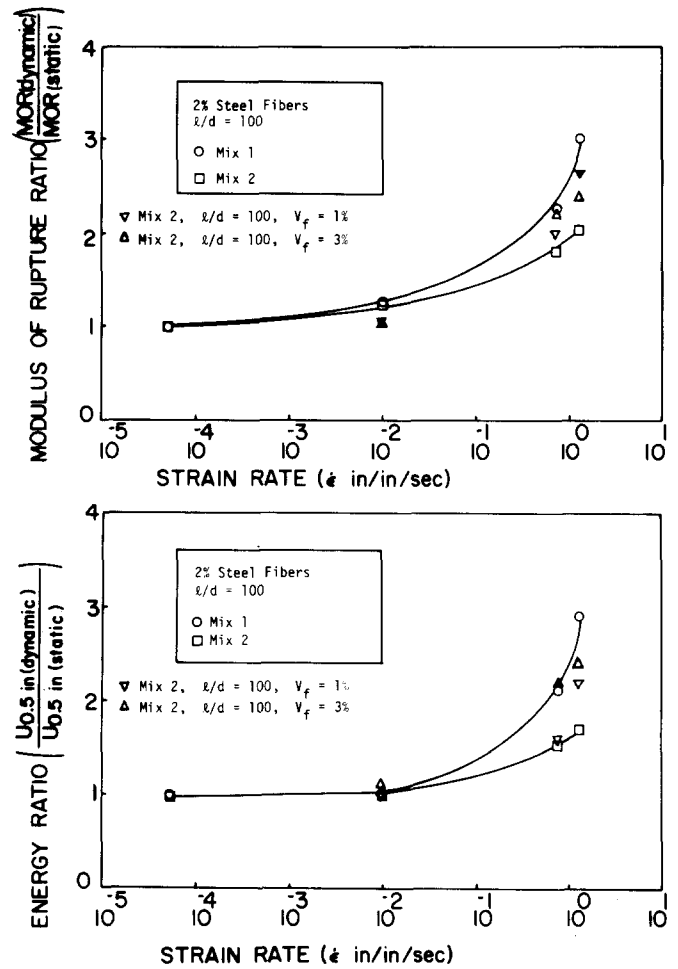 MODULUS OF RUPTURE RATIO (MOR(dynamic) / MOR(static))
4
3
2
1
0
2% Steel Fibers
ℓ/d = 100
○ Mix 1
□ Mix 2
▽ Mix 2, ℓ/d = 100, V_f = 1%
△ Mix 2, ℓ/d = 100, V_f = 3%
10^-5 10^-4 10^-3 10^-2 10^-1 10^0 10^1
STRAIN RATE (ε̇ in/in/sec)
ENERGY RATIO (U0.5 in (dynamic) / U0.5 in (static))
4
3
2
1
0
2% Steel Fibers
ℓ/d = 100
○ Mix 1
□ Mix 2
▽ Mix 2, ℓ/d = 100, V_f = 1%
△ Mix 2, ℓ/d = 100, V_f = 3%
10^-5 10^-4 10^-3 10^-2 10^-1 10^0 10^1
STRAIN RATE (ε̇ in/in/sec)